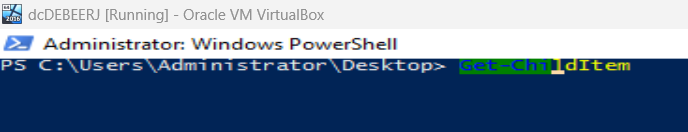 dcDEBEERJ [Running] - Oracle VM VirtualBox
Administrator: Windows PowerShell
PS C:\Users\Administrator\Desktop> Get-ChildItem